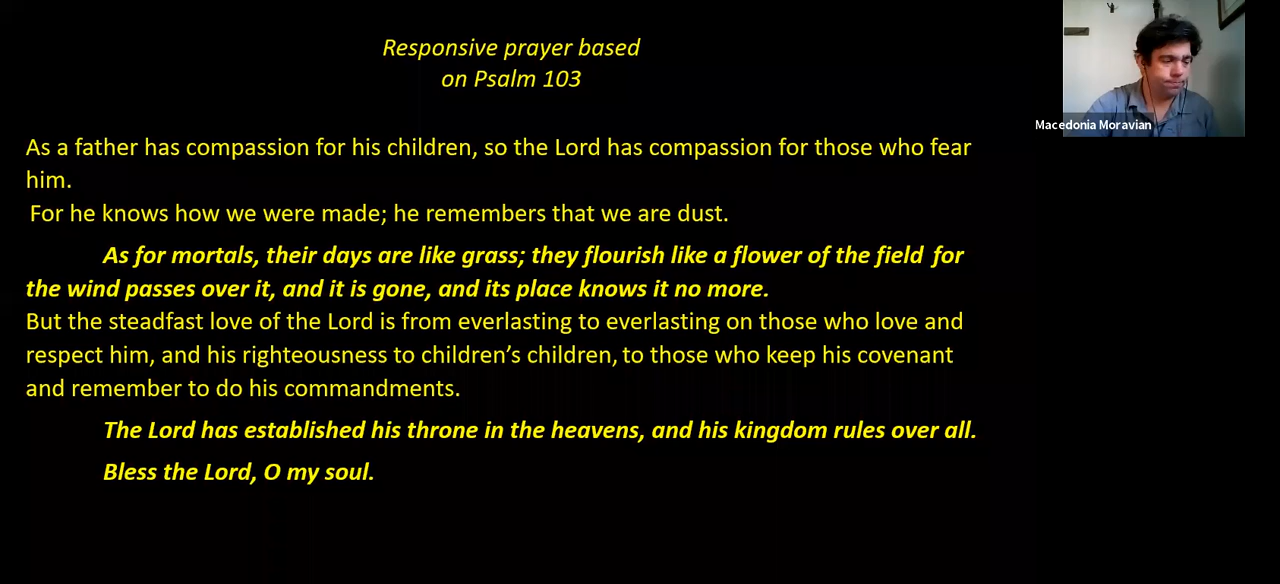 Responsive prayer based
on Psalm 103
Macedonia Moravian
As a father has compassion for his children, so the Lord has compassion for those who fear
him.
For he knows how we were made; he remembers that we are dust.
As for mortals, their days are like grass; they flourish like a flower of the field for
the wind passes over it, and it is gone, and its place knows it no more.
But the steadfast love of the Lord is from everlasting to everlasting on those who love and
respect him, and his righteousness to children’s children, to those who keep his covenant
and remember to do his commandments.
The Lord has established his throne in the heavens, and his kingdom rules over all.
Bless the Lord, O my soul.